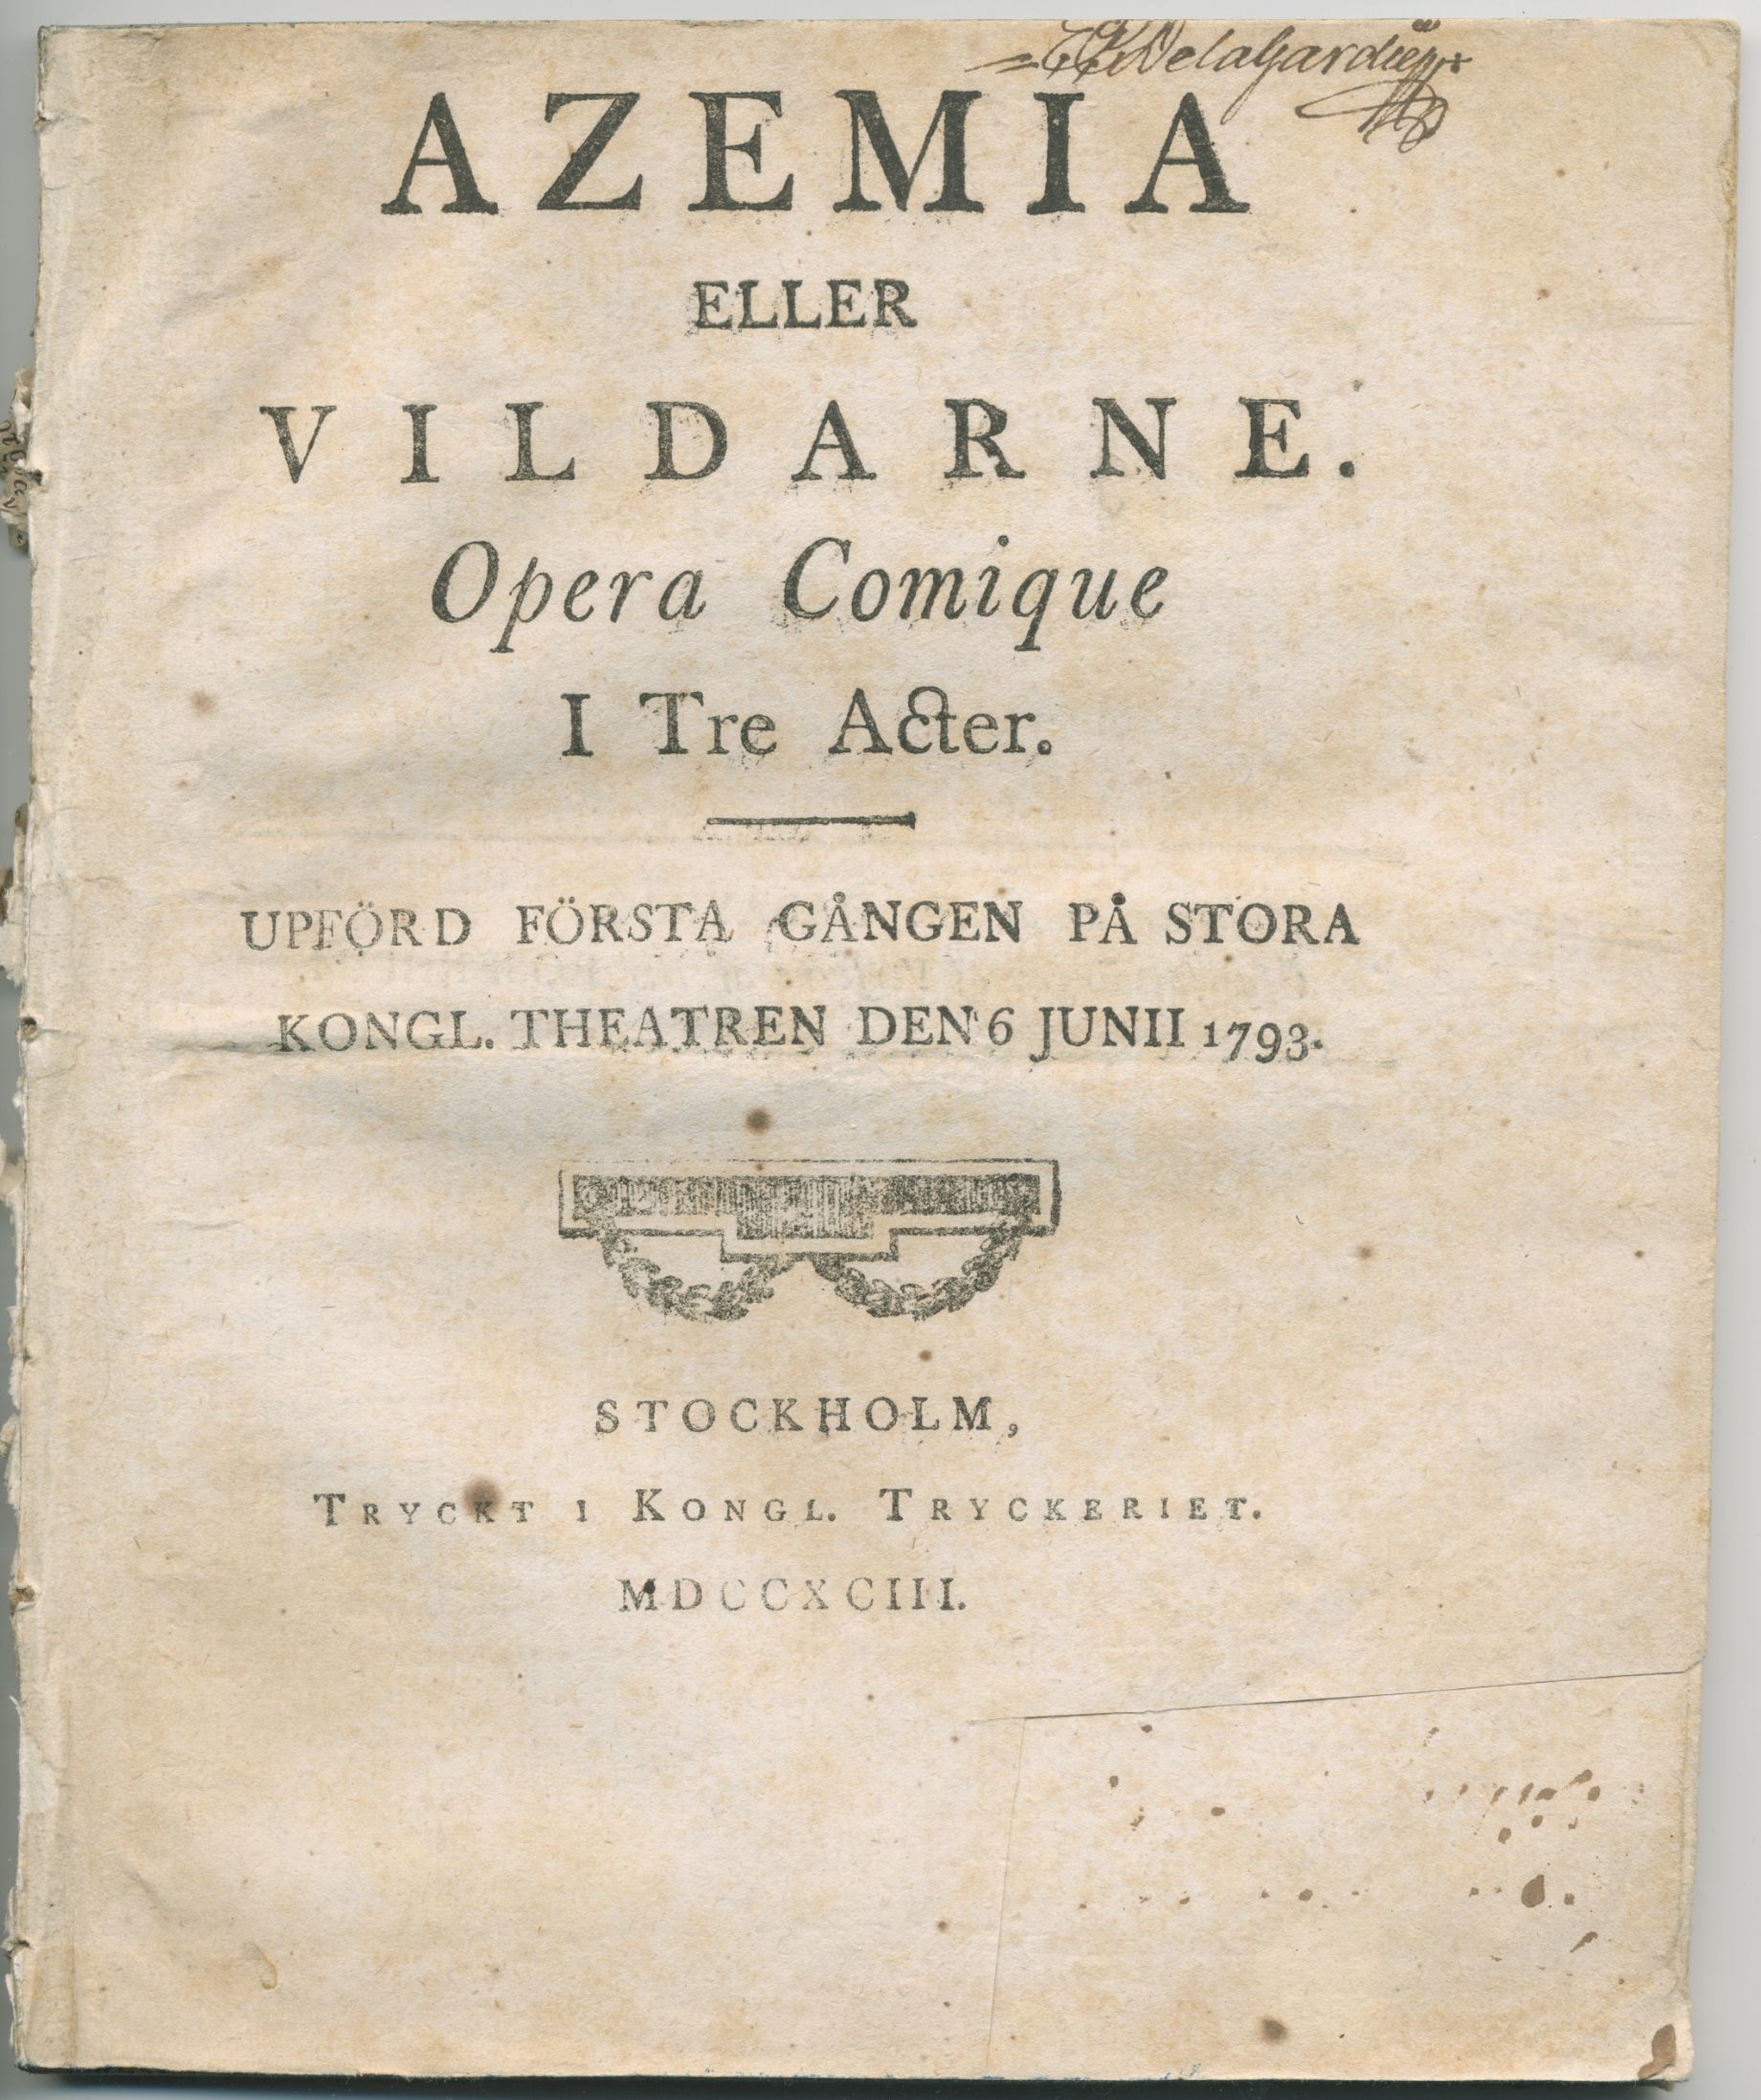 DelaGardie
AZEMIA
ELLER
VILDARNE.
Opera Comique
I Tre Acter.
UPFÖRD FÖRSTA GÅNGEN PÅ STORA
KONGL. THEATREN DEN 6 JUNII 1793.
STOCKHOLM,
TRYCKT I KONGL. TRYCKERIET.
MDCCXCIII.